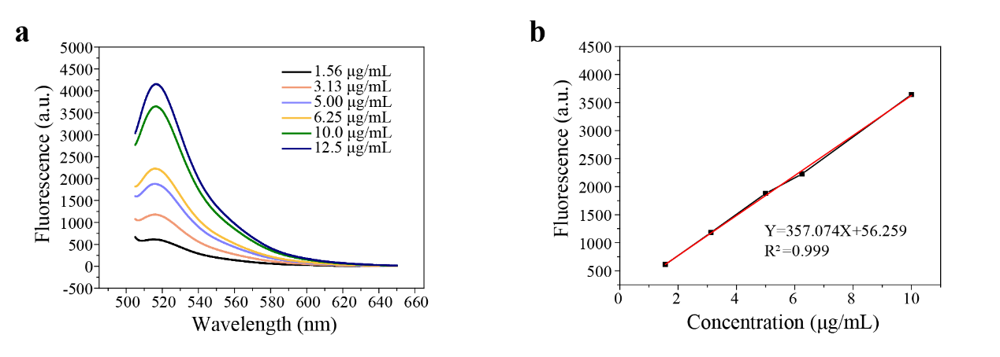 a
5000
4500
4000
3500
3000
2500
2000
1500
1000
500
0
-500
500 520 540 560 580 600 620 640 660
Fluorescence (a.u.)
Wavelength (nm)
1.56 μg/mL
3.13 μg/mL
5.00 μg/mL
6.25 μg/mL
10.0 μg/mL
12.5 μg/mL
b
4500
4000
3500
3000
2500
2000
1500
1000
500
0 2 4 6 8 10
Fluorescence (a.u.)
Concentration (μg/mL)
Y=357.074X+56.259
R²=0.999